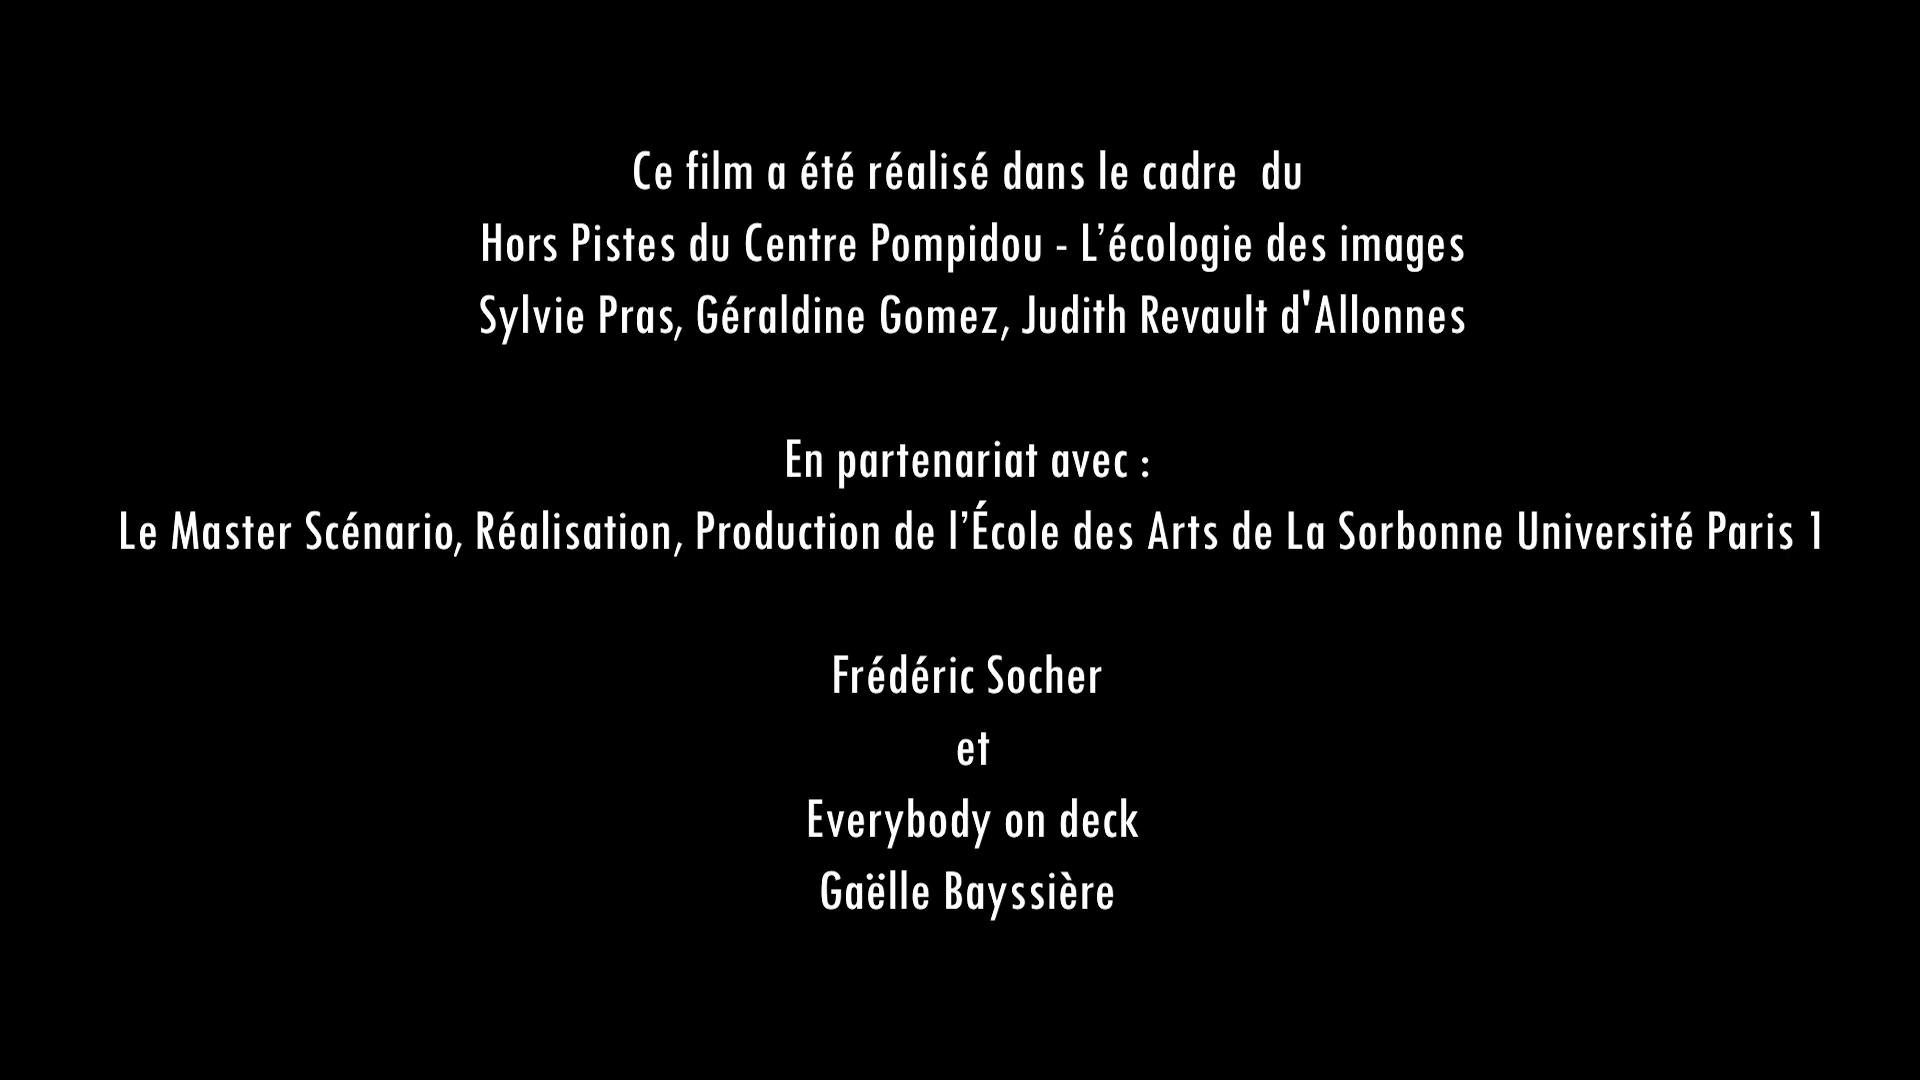 Ce film a été réalisé dans le cadre  du
Hors Pistes du Centre Pompidou - L’écologie des images
Sylvie Pras, Géraldine Gomez, Judith Revault d'Allonnes
En partenariat avec :
Le Master Scénario, Réalisation, Production de l’École des Arts de La Sorbonne Université Paris 1
Frédéric Socher
et
Everybody on deck
Gaëlle Bayssière